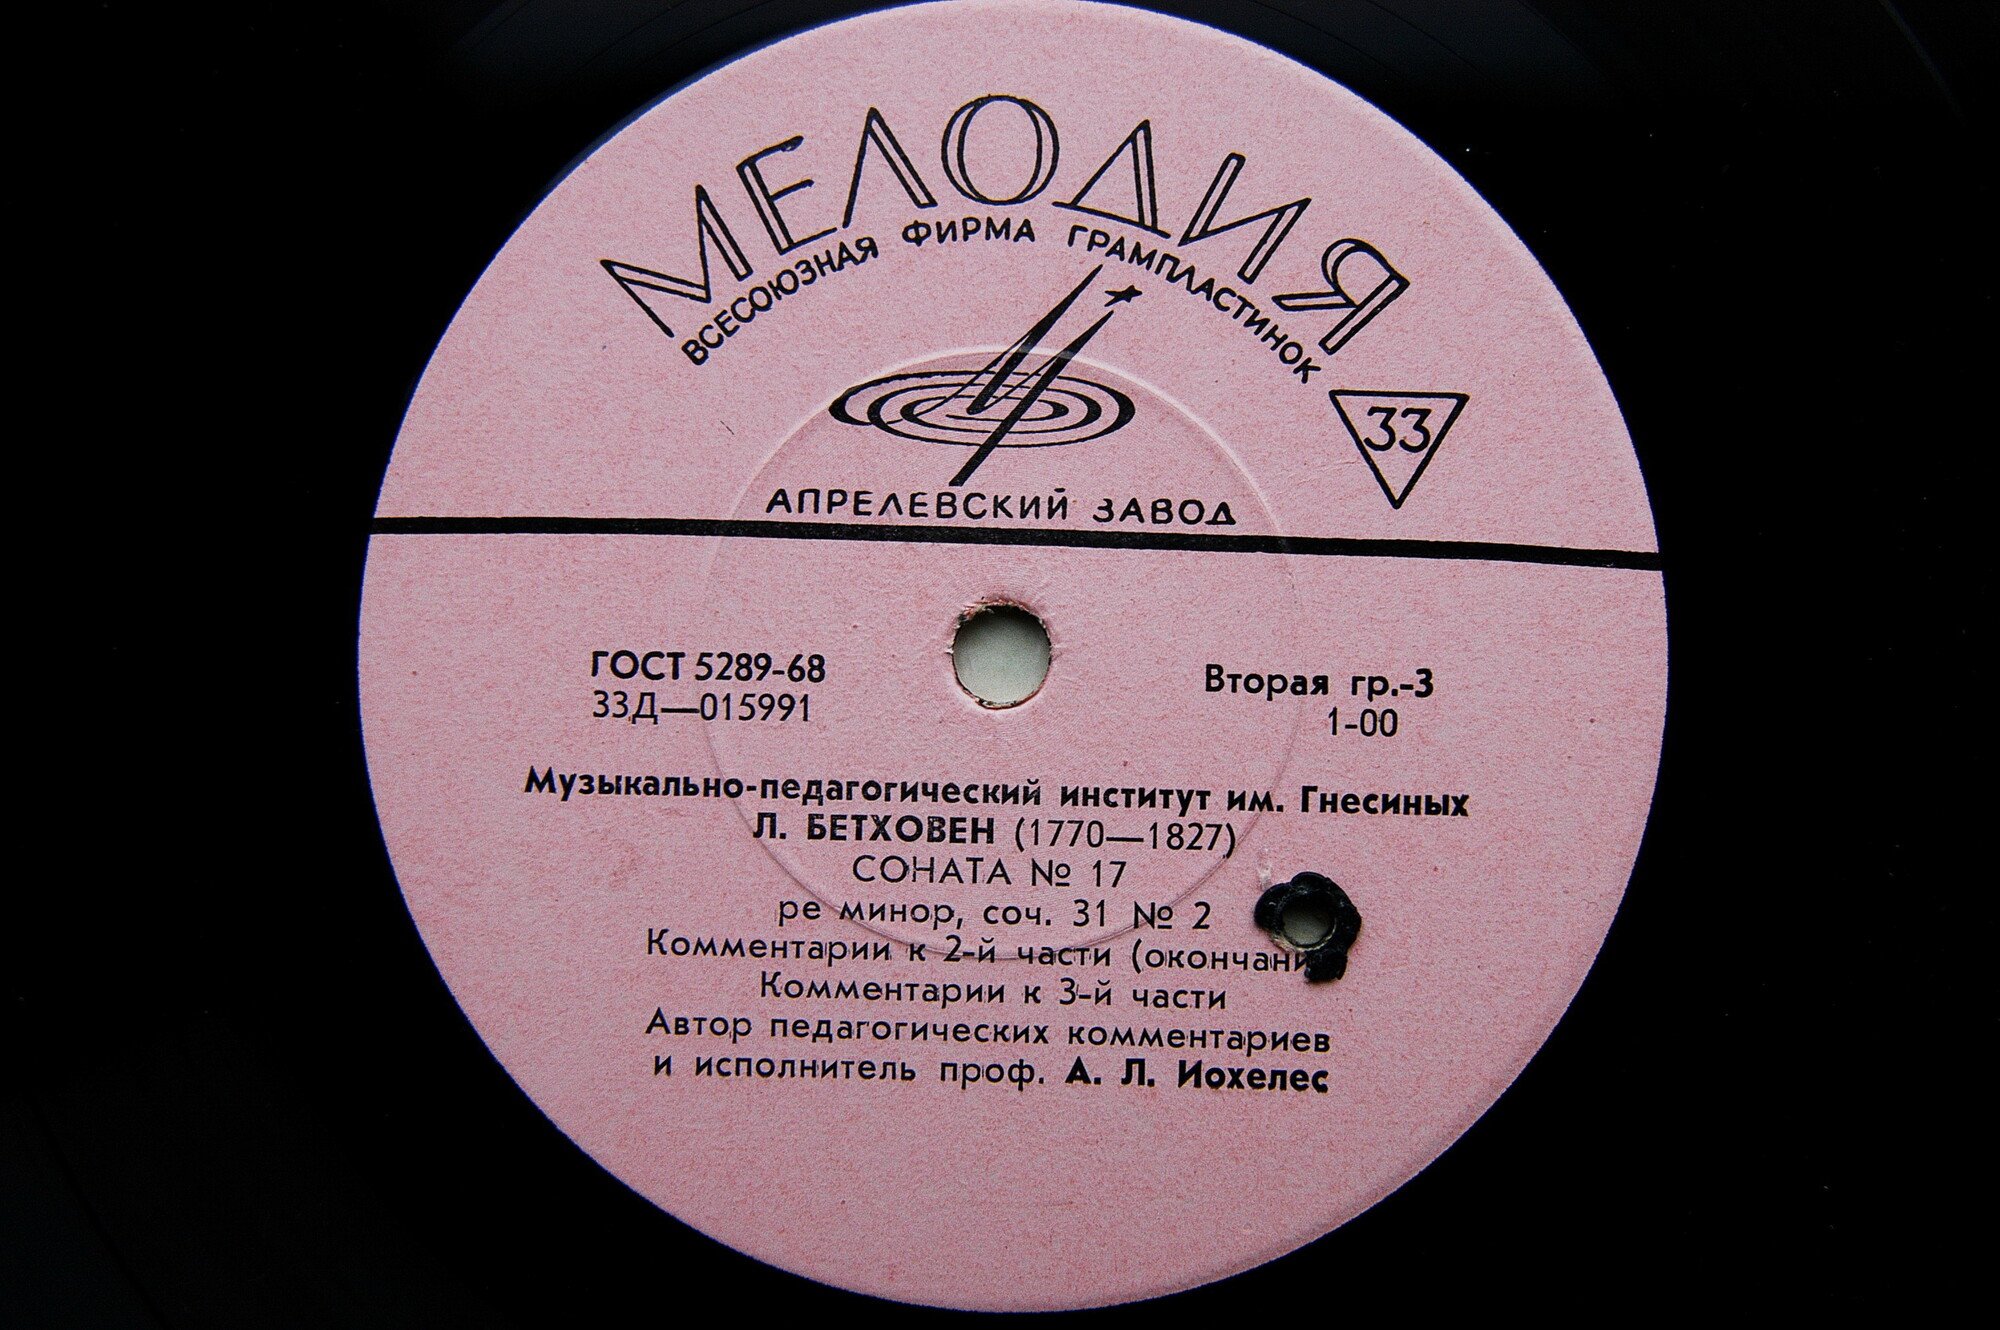 МЕЛОДИЯ
ВСЕСОЮЗНАЯ ФИРМА ГРАМПЛАСТИНОК
33
АПРЕЛЕВСКИЙ ЗАВОД
ГОСТ 5289-68
Вторая гр.-3
33Д—015991
1-00
Музыкально-педагогический институт им. Гнесиных
Л. БЕТХОВЕН (1770—1827)
СОНАТА № 17
ре минор, соч. 31 № 2
Комментарии к 2-й части
Комментарии к 3-й части
Автор педагогических комментариев
и исполнитель проф. А. Л. Иохелес